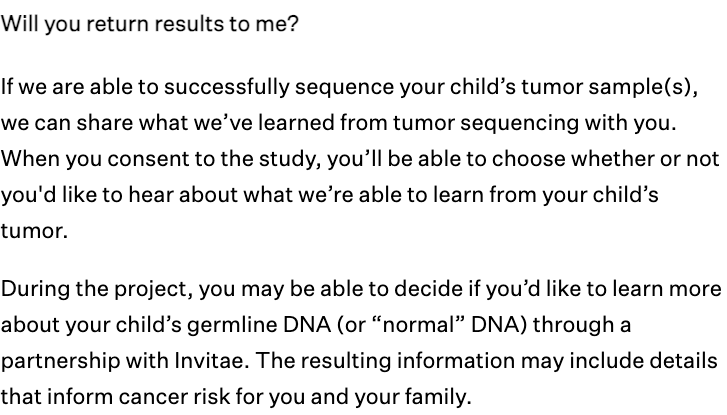 Will you return results to me?
If we are able to successfully sequence your child’s tumor sample(s),
we can share what we’ve learned from tumor sequencing with you.
When you consent to the study, you’ll be able to choose whether or not
you'd like to hear about what we’re able to learn from your child’s
tumor.
During the project, you may be able to decide if you’d like to learn more
about your child’s germline DNA (or “normal” DNA) through a
partnership with Invitae. The resulting information may include details
that inform cancer risk for you and your family.